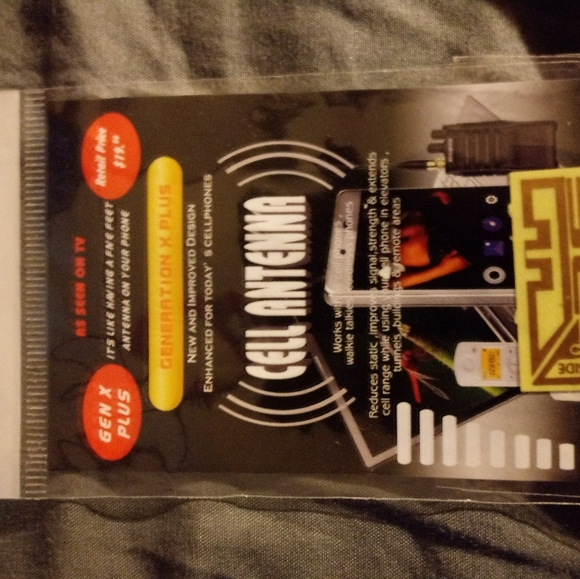 AS SEEN ON TV
Retail Price
$19.99
GEN X
PLUS
IT'S LIKE HAVING A FIVE FEET
ANTENNA ON YOUR PHONE
GENERATION X PLUS
NEW AND IMPROVED DESIGN
ENHANCED FOR TODAY'S CELLPHONES
CELL ANTENNA
Works
walkie phones
Reduces static, improves signal,strength & extends
cell range while using your cell phone in elevators ,
tunnels, buildings & remote areas